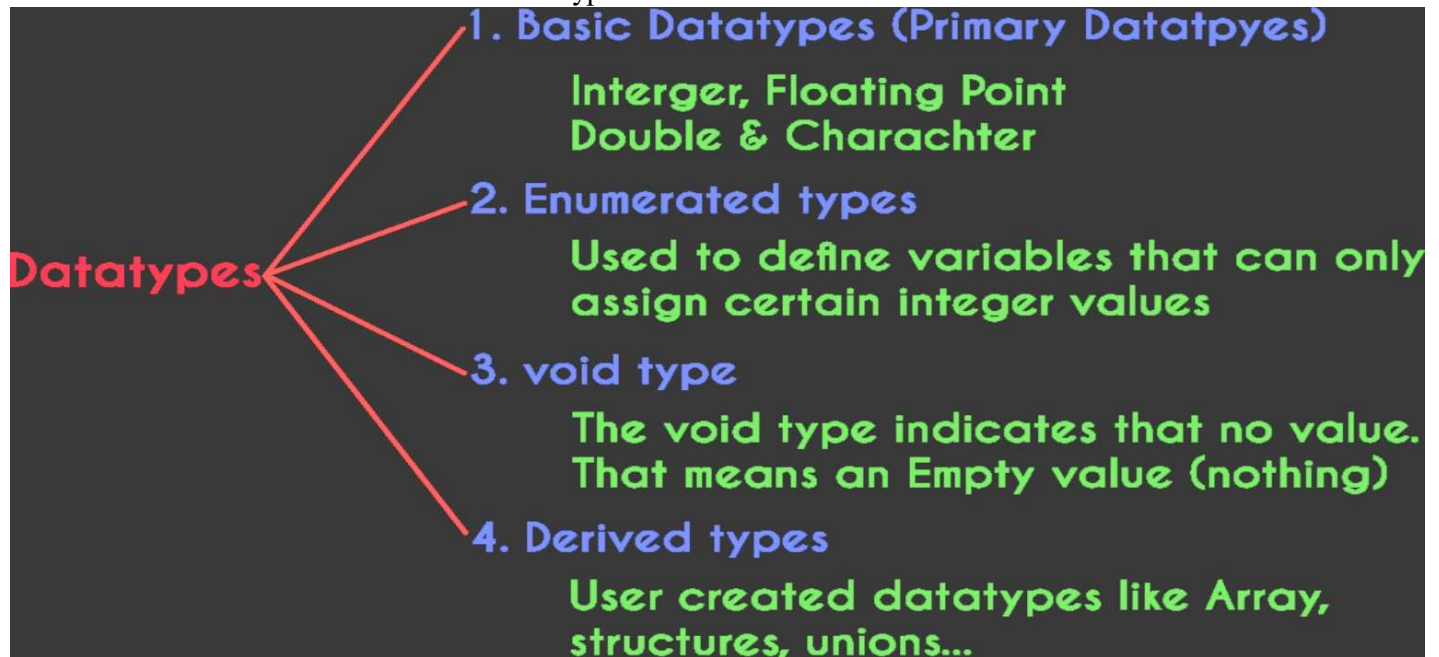 1. Basic Datatypes (Primary Datatpyes)
Interger, Floating Point
Double & Charachter
2. Enumerated types
Datatypes
Used to define variables that can only
assign certain integer values
3. void type
The void type indicates that no value.
That means an Empty value (nothing)
4. Derived types
User created datatypes like Array,
structures, unions...